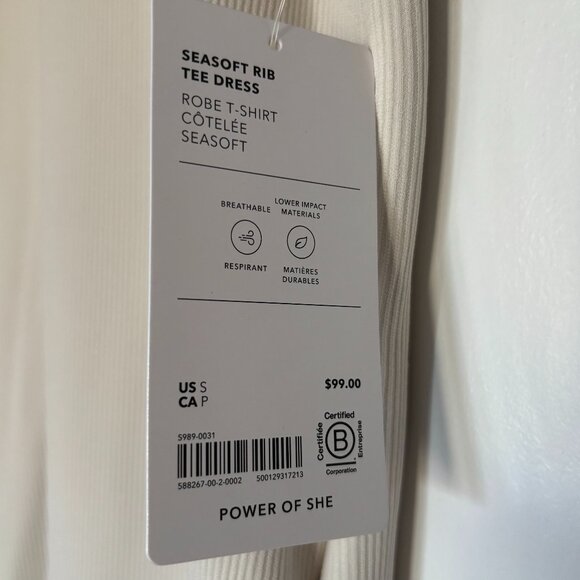 SEASOFT RIB
TEE DRESS
ROBE T-SHIRT
CÔTELÉE
SEASOFT
BREATHABLE
RESPIRANT
LOWER IMPACT
MATERIALS
MATIÈRES
DURABLES
US S
CA P
$99.00
S989-0031
588267-00-2-0002 500129317213
Certified
Certifiée
B
Entreprise
Corporation
POWER OF SHE